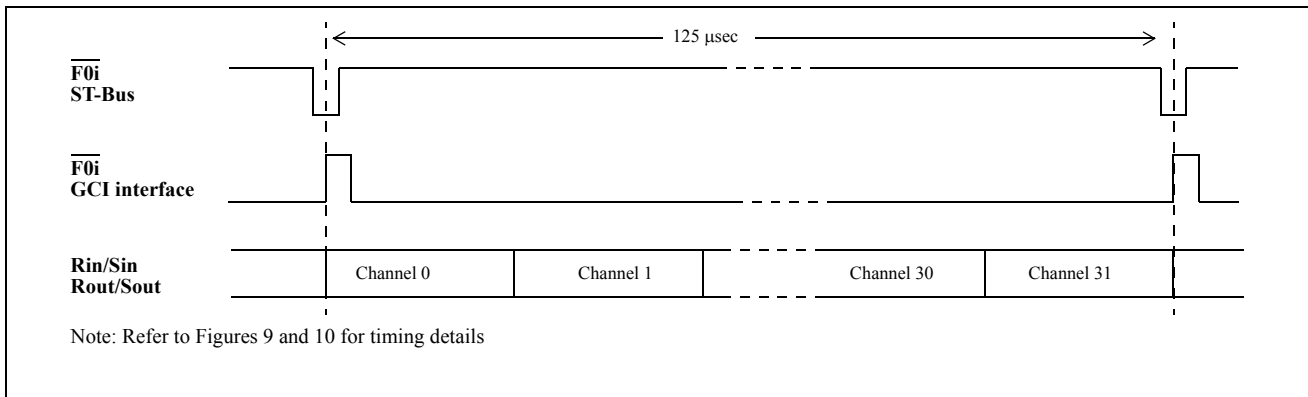 125 µsec
F0i
ST-Bus
F0i
GCI interface
Rin/Sin
Rout/Sout
Channel 0
Channel 1
Channel 30
Channel 31
Note: Refer to Figures 9 and 10 for timing details